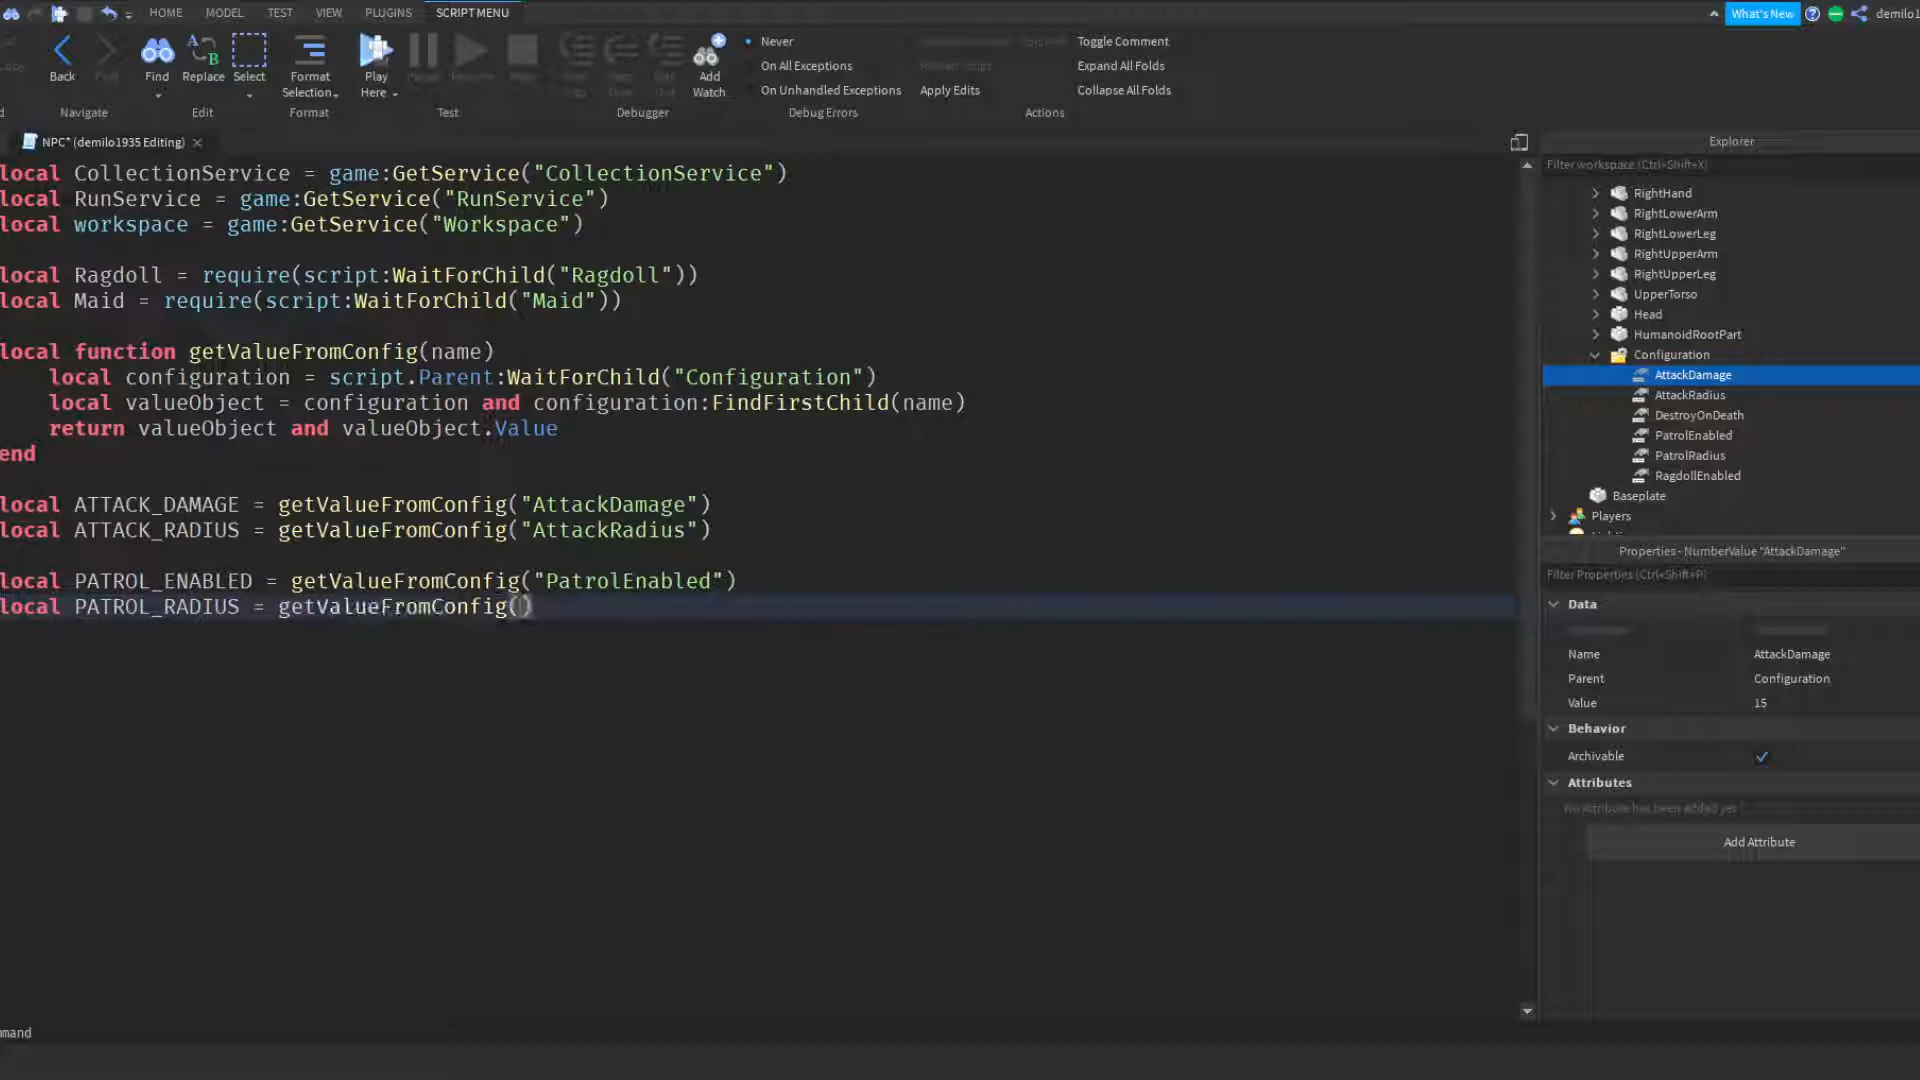 HOME MODEL TEST VIEW PLUGINS SCRIPT MENU What's New demilo1
Back Find Replace Select Format Selection Play Here Add Watch
Never
On All Exceptions
On Unhandled Exceptions
Apply Edits
Toggle Comment
Expand All Folds
Collapse All Folds
Navigate Edit Format Test Debugger Debug Errors Actions
NPC* (demilo1935 Editing)
local CollectionService = game:GetService("CollectionService")
local RunService = game:GetService("RunService")
local workspace = game:GetService("Workspace")
local Ragdoll = require(script:WaitForChild("Ragdoll"))
local Maid = require(script:WaitForChild("Maid"))
local function getValueFromConfig(name)
local configuration = script.Parent:WaitForChild("Configuration")
local valueObject = configuration and configuration:FindFirstChild(name)
return valueObject and valueObject.Value
end
local ATTACK_DAMAGE = getValueFromConfig("AttackDamage")
local ATTACK_RADIUS = getValueFromConfig("AttackRadius")
local PATROL_ENABLED = getValueFromConfig("PatrolEnabled")
local PATROL_RADIUS = getValueFromConfig()
mmand
Explorer
Filter workspace (Ctrl+Shift+X)
RightHand
RightLowerArm
RightLowerLeg
RightUpperArm
RightUpperLeg
UpperTorso
Head
HumanoidRootPart
Configuration
AttackDamage
AttackRadius
DestroyOnDeath
PatrolEnabled
PatrolRadius
RagdollEnabled
Baseplate
Players
Properties - NumberValue "AttackDamage"
Filter Properties (Ctrl+Shift+P)
Data
Name AttackDamage
Parent Configuration
Value 15
Behavior
Archivable
Attributes
No Attribute has been added yet
Add Attribute